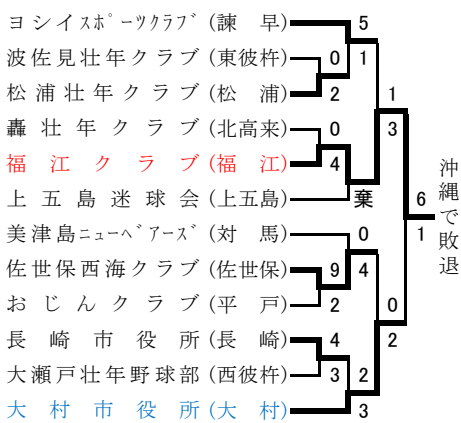 ヨシイスポーツクラブ(諫早) 5
波佐見壮年クラブ(東彼杵) 0 1
松浦壮年クラブ(松浦) 2 1
轟壮年クラブ(北高来) 0 3
福江クラブ(福江) 4
上五島迷球会(上五島) 棄 6
美津島ニューベアーズ(対馬) 0 1
佐世保西海クラブ(佐世保) 9 4
おじんクラブ(平戸) 2 0
長崎市役所(長崎) 4 2
大瀬戸壮年野球部(西彼杵) 3 2
大村市役所(大村) 3
沖縄で敗退